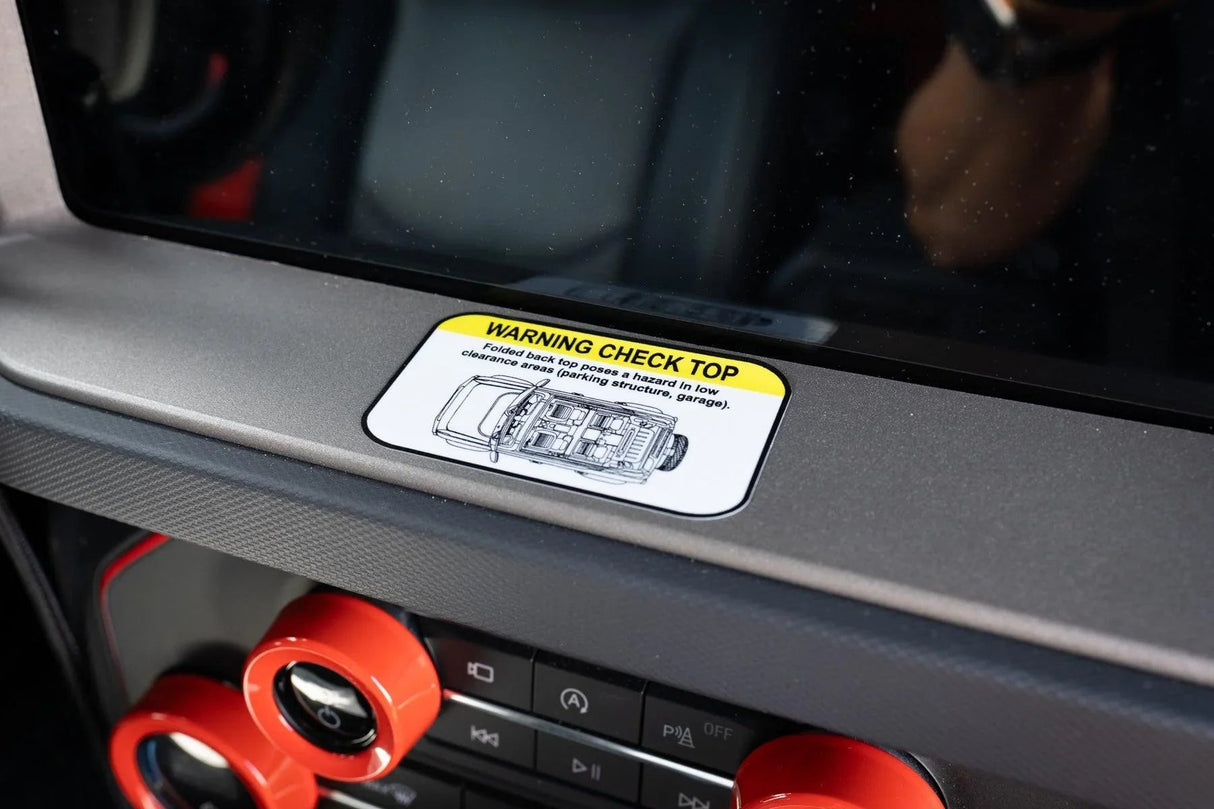 WARNING CHECK TOP
Folded back top poses a hazard in low
clearance areas (parking structure, garage).
A
P OFF